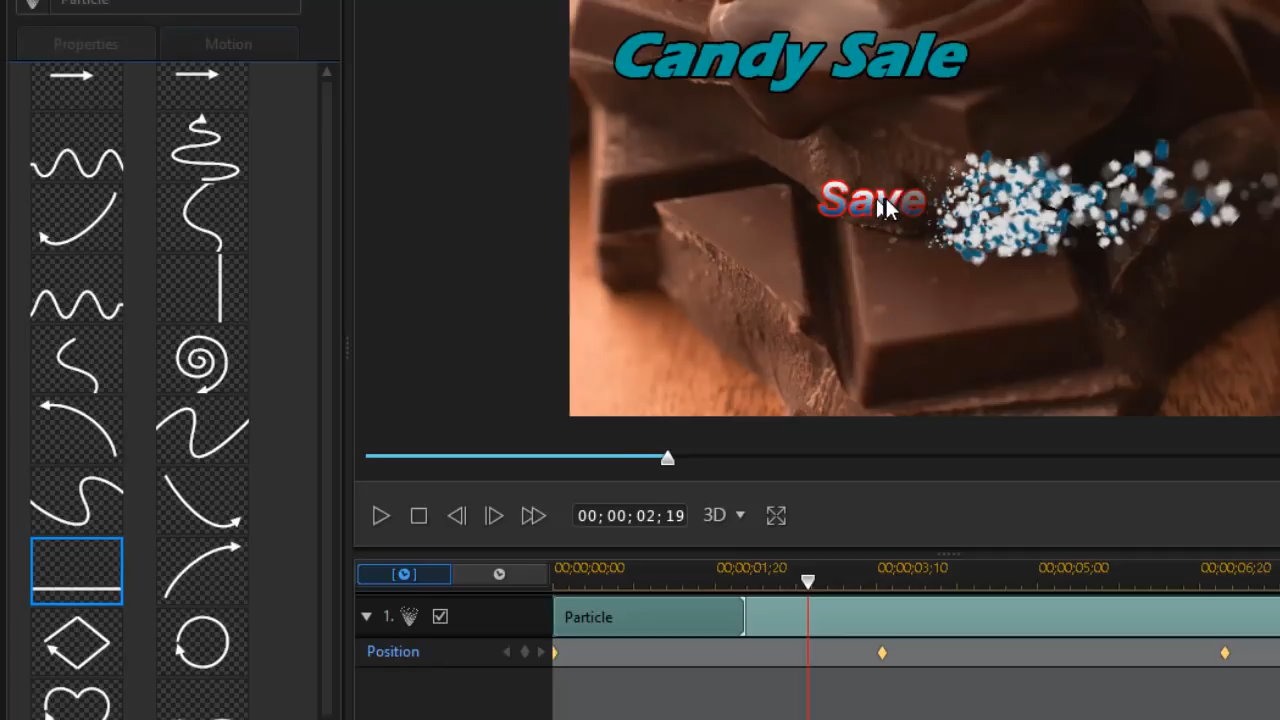 Particle
Properties Motion
Candy Sale
Save
00;00;02;19 3D
00;00;00;00 00;00;01;20 00;00;03;10 00;00;05;00 00;00;06;20
1. Particle
Position